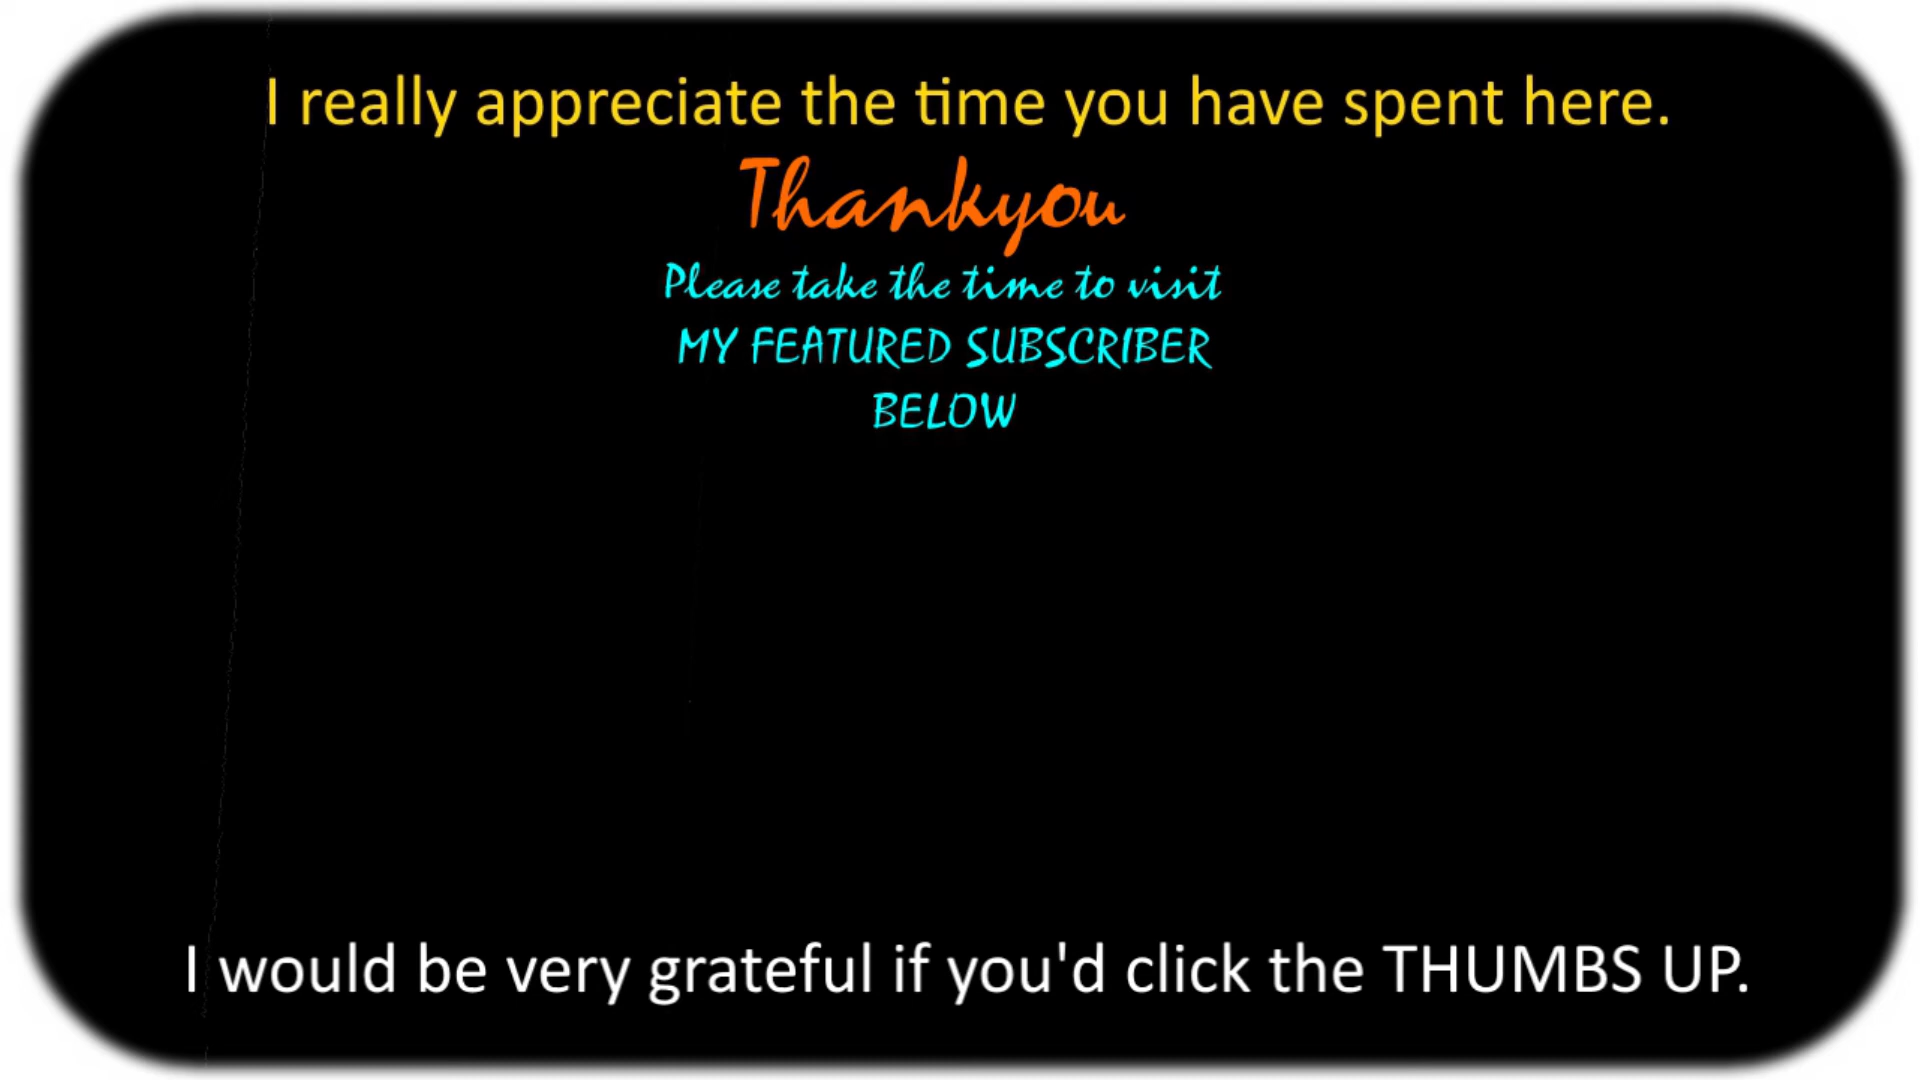 I really appreciate the time you have spent here.
Thankyou
Please take the time to visit
MY FEATURED SUBSCRIBER
BELOW
I would be very grateful if you'd click the THUMBS UP.